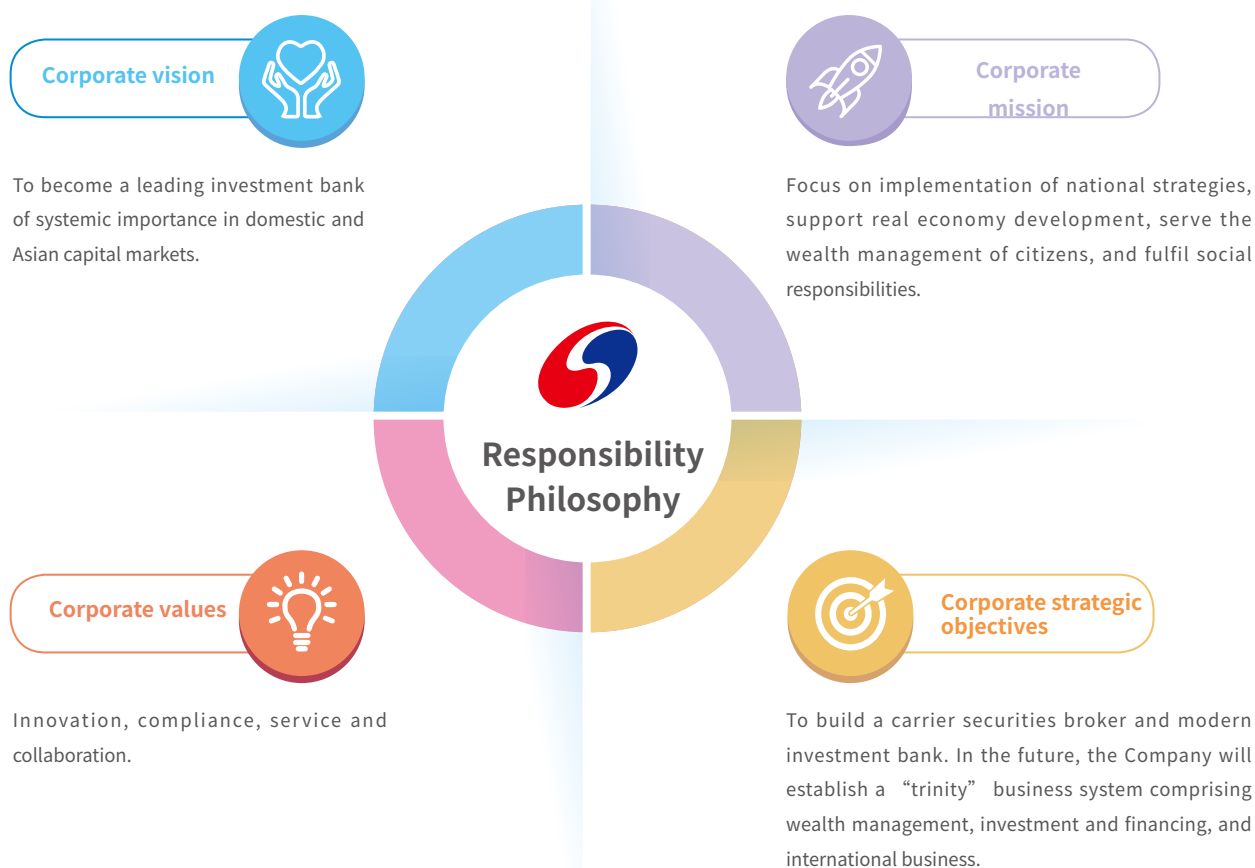 Corporate vision
To become a leading investment bank
of systemic importance in domestic and
Asian capital markets.
Corporate
mission
Focus on implementation of national strategies,
support real economy development, serve the
wealth management of citizens, and fulfil social
responsibilities.
Responsibility
Philosophy
Corporate values
Innovation, compliance, service and
collaboration.
Corporate strategic
objectives
To build a carrier securities broker and modern
investment bank. In the future, the Company will
establish a “trinity” business system comprising
wealth management, investment and financing, and
international business.